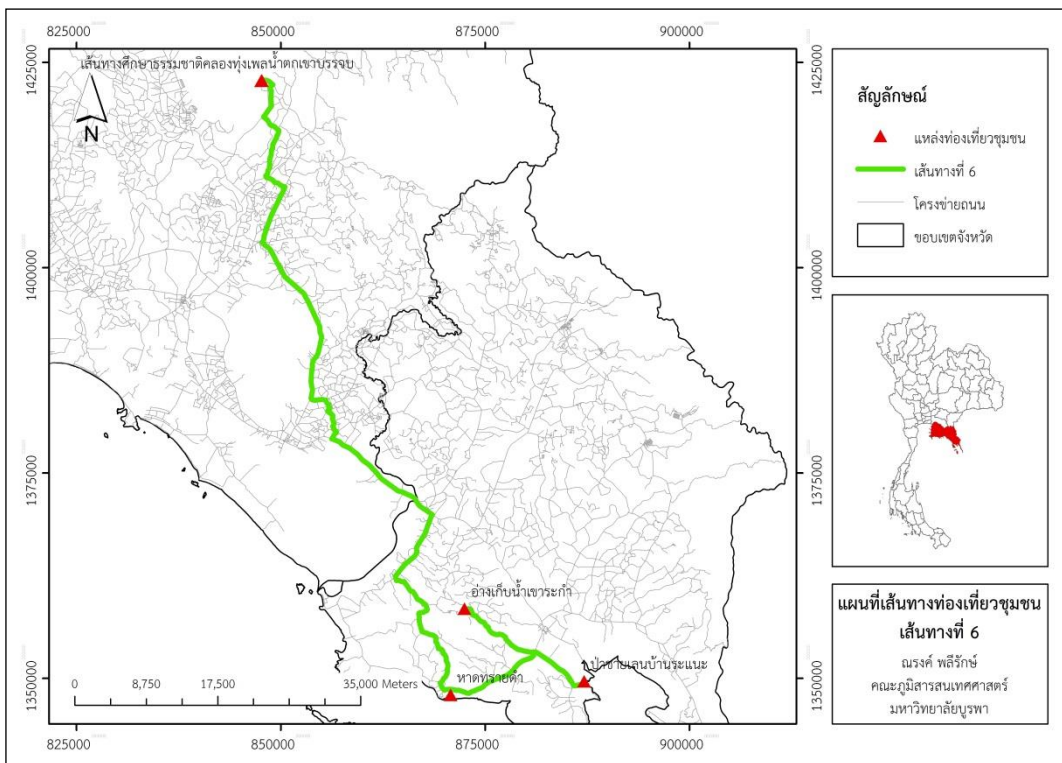 825000 850000 875000 900000
1425000
1400000
1375000
1350000
เส้นทางศึกษาธรรมชาติคลองทุ่งเพลน้ำตกเขาบรรจบ
N
อ่างเก็บน้ำเขาระกำ
ป่าชายเลนบ้านระแนะ
หาดทรายดำ
0 8,750 17,500 35,000 Meters
1425000
1400000
1375000
1350000
825000 850000 875000 900000
สัญลักษณ์
แหล่งท่องเที่ยวชุมชน
เส้นทางที่ 6
โครงข่ายถนน
ขอบเขตจังหวัด
แผนที่เส้นทางท่องเที่ยวชุมชน
เส้นทางที่ 6
ณรงค์ พลีรักษ์
คณะภูมิสารสนเทศศาสตร์
มหาวิทยาลัยบูรพา